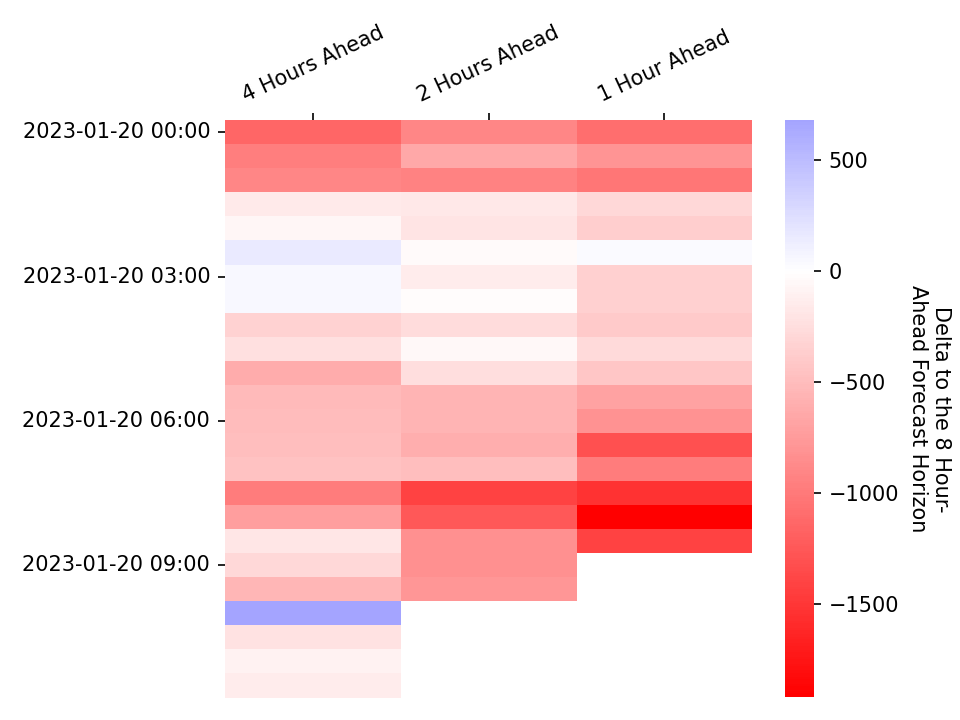 4 Hours Ahead
2 Hours Ahead
1 Hour Ahead
2023-01-20 00:00
2023-01-20 03:00
2023-01-20 06:00
2023-01-20 09:00
500
0
−500
−1000
−1500
Delta to the 8 Hour-
Ahead Forecast Horizon